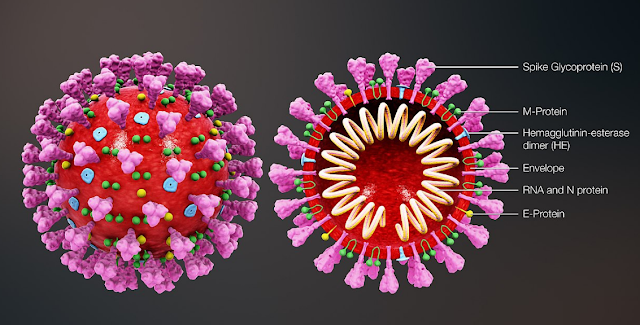 Spike Glycoprotein (S)
M-Protein
Hemagglutinin-esterase
dimer (HE)
Envelope
RNA and N protein
E-Protein